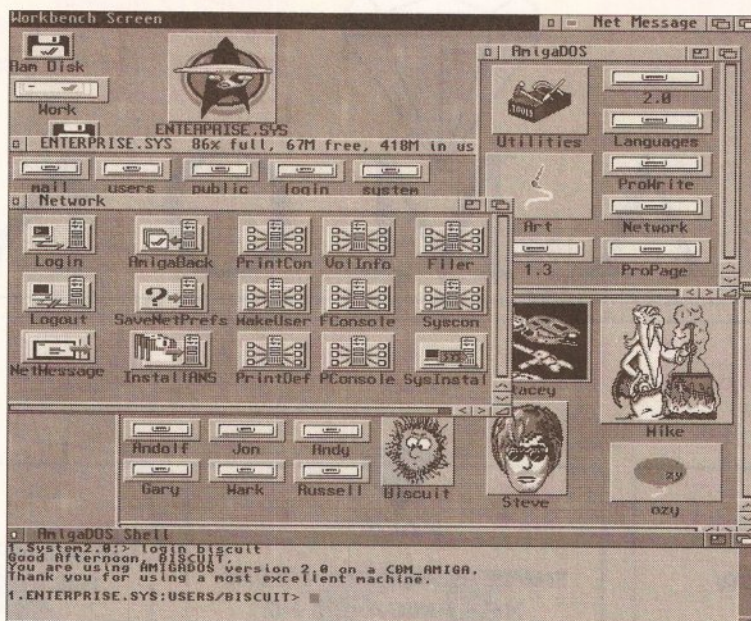 Workbench Screen
Net Message
Ram Disk
Work
ENTERPRISE.SYS
AmigaDOS
TOOLS
Utilities
2.0
Languages
ProWrite
Art
Network
1.3
ProPage
ENTERPRISE.SYS 86% full, 67M free, 418M in us
mail users public login system
Network
Login AmigaBack PrintCon VolInfo Filer
Logout SaveNetPrefs WakeUser fConsole Syscon
NetMessage InstallANS PrintDef PConsole SysInstal
tacey
Mike
Andolf Jon Andy
Gary Mark Russell Biscuit
Steve
zy
ozy
AmigaDOS Shell
1.System2.0:> login biscuit
Good Afternoon, BISCUIT,
You are using AMIGADOS version 2.0 on a CBM_AMIGA.
Thank you for using a most excellent machine.
1.ENTERPRISE.SYS:USERS/BISCUIT>